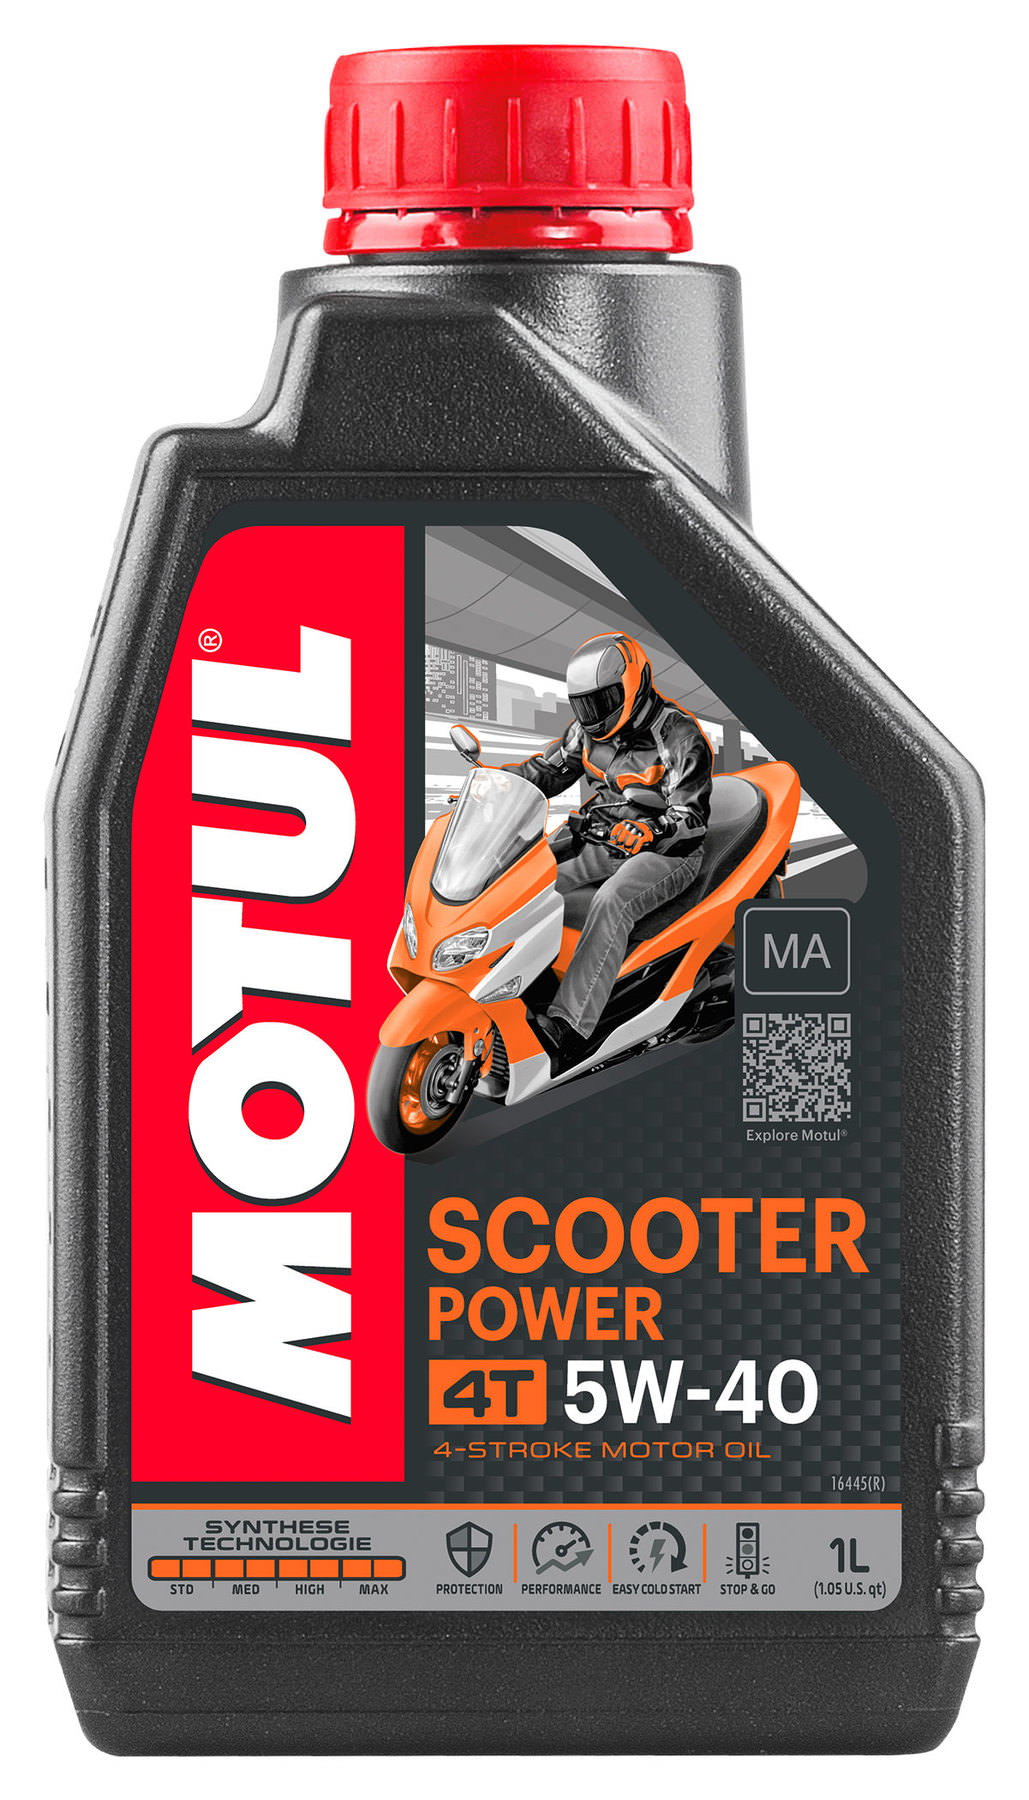 MOTUL®
MA
Explore Motul®
SCOOTER
POWER
4T 5W-40
4-STROKE MOTOR OIL
16445(R)
SYNTHESE
TECHNOLOGIE
STD MED HIGH MAX
PROTECTION
PERFORMANCE
EASY COLD START
STOP & GO
1L
(1.05 U.S. qt)